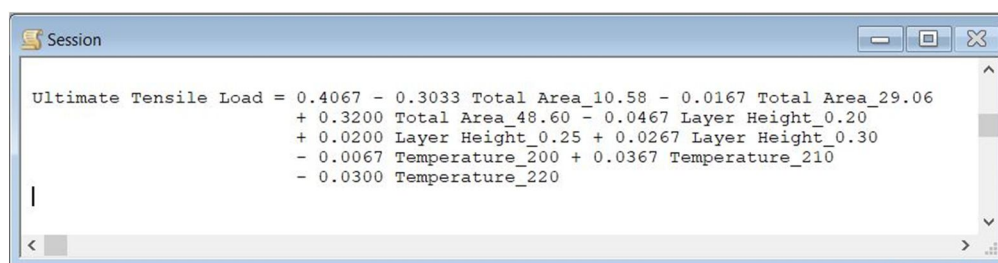 Session
Ultimate Tensile Load = 0.4067 - 0.3033 Total Area_10.58 - 0.0167 Total Area_29.06
+ 0.3200 Total Area_48.60 - 0.0467 Layer Height_0.20
+ 0.0200 Layer Height_0.25 + 0.0267 Layer Height_0.30
- 0.0067 Temperature_200 + 0.0367 Temperature_210
- 0.0300 Temperature_220